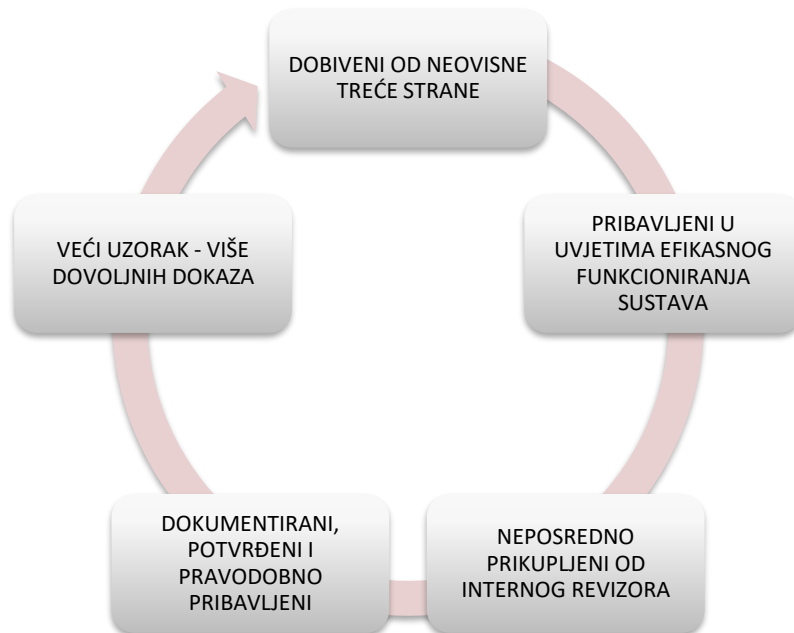 DOBIVENI OD NEOVISNE
TREĆE STRANE
PRIBAVLJENI U
UVJETIMA EFIKASNOG
FUNKCIONIRANJA
SUSTAVA
NEPOSREDNO
PRIKUPLJENI OD
INTERNOG REVIZORA
DOKUMENTIRANI,
POTVRĐENI I
PRAVODOBNO
PRIBAVLJENI
VEĆI UZORAK - VIŠE
DOVOLJNIH DOKAZA